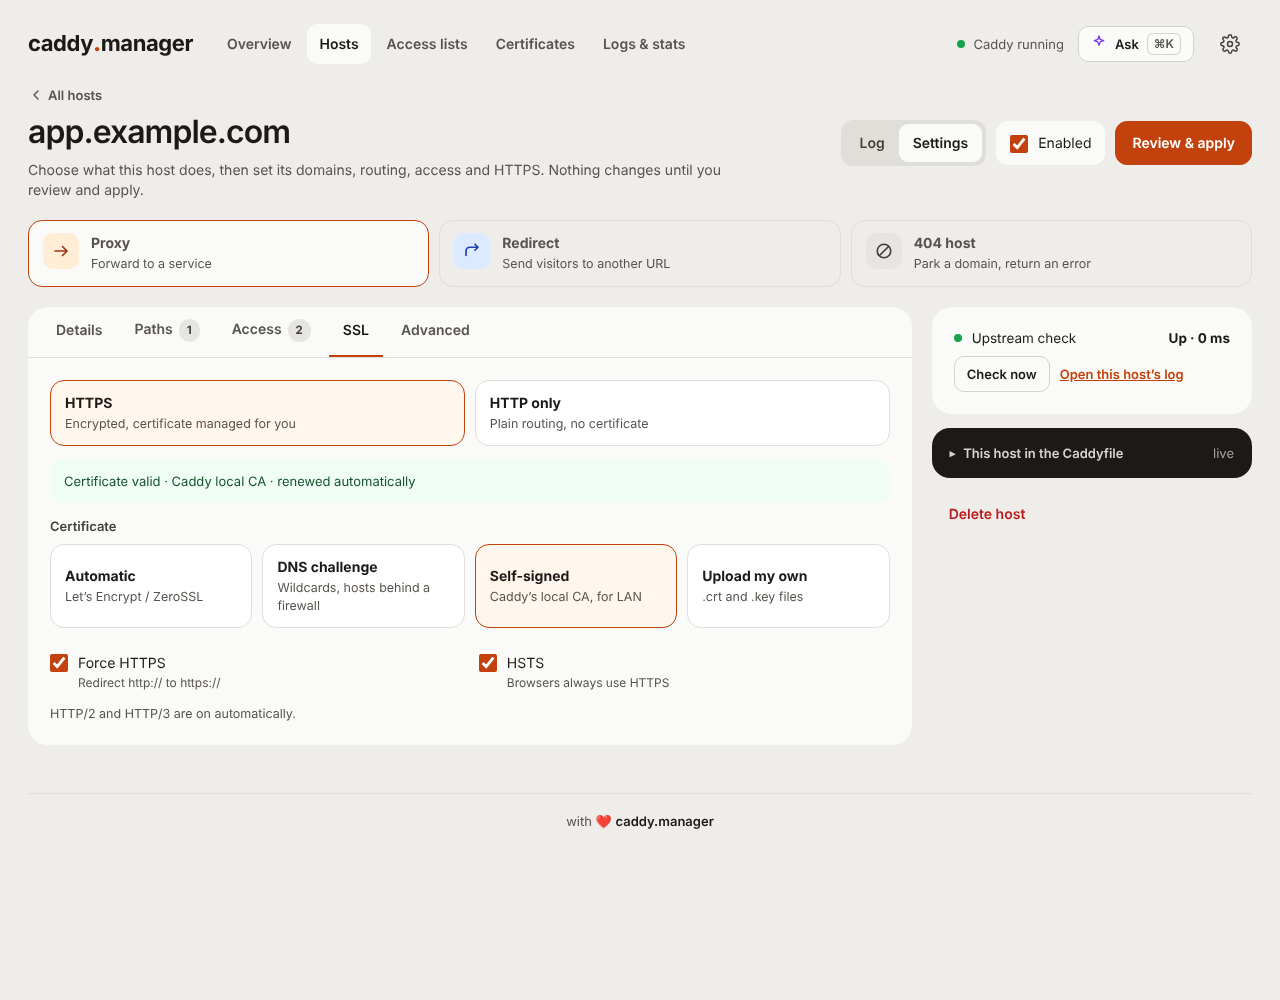 caddy.manager
Overview
Hosts
Access lists
Certificates
Logs & stats
Caddy running
Ask
⌘K
All hosts
app.example.com
Choose what this host does, then set its domains, routing, access and HTTPS. Nothing changes until you
review and apply.
Log
Settings
Enabled
Review & apply
Proxy
Forward to a service
Redirect
Send visitors to another URL
404 host
Park a domain, return an error
Details
Paths 1
Access 2
SSL
Advanced
HTTPS
Encrypted, certificate managed for you
HTTP only
Plain routing, no certificate
Certificate valid · Caddy local CA · renewed automatically
Certificate
Automatic
Let’s Encrypt / ZeroSSL
DNS challenge
Wildcards, hosts behind a
firewall
Self-signed
Caddy’s local CA, for LAN
Upload my own
.crt and .key files
Force HTTPS
Redirect http:// to https://
HSTS
Browsers always use HTTPS
HTTP/2 and HTTP/3 are on automatically.
Upstream check
Up · 0 ms
Check now
Open this host’s log
▸ This host in the Caddyfile
live
Delete host
with ❤️ caddy.manager